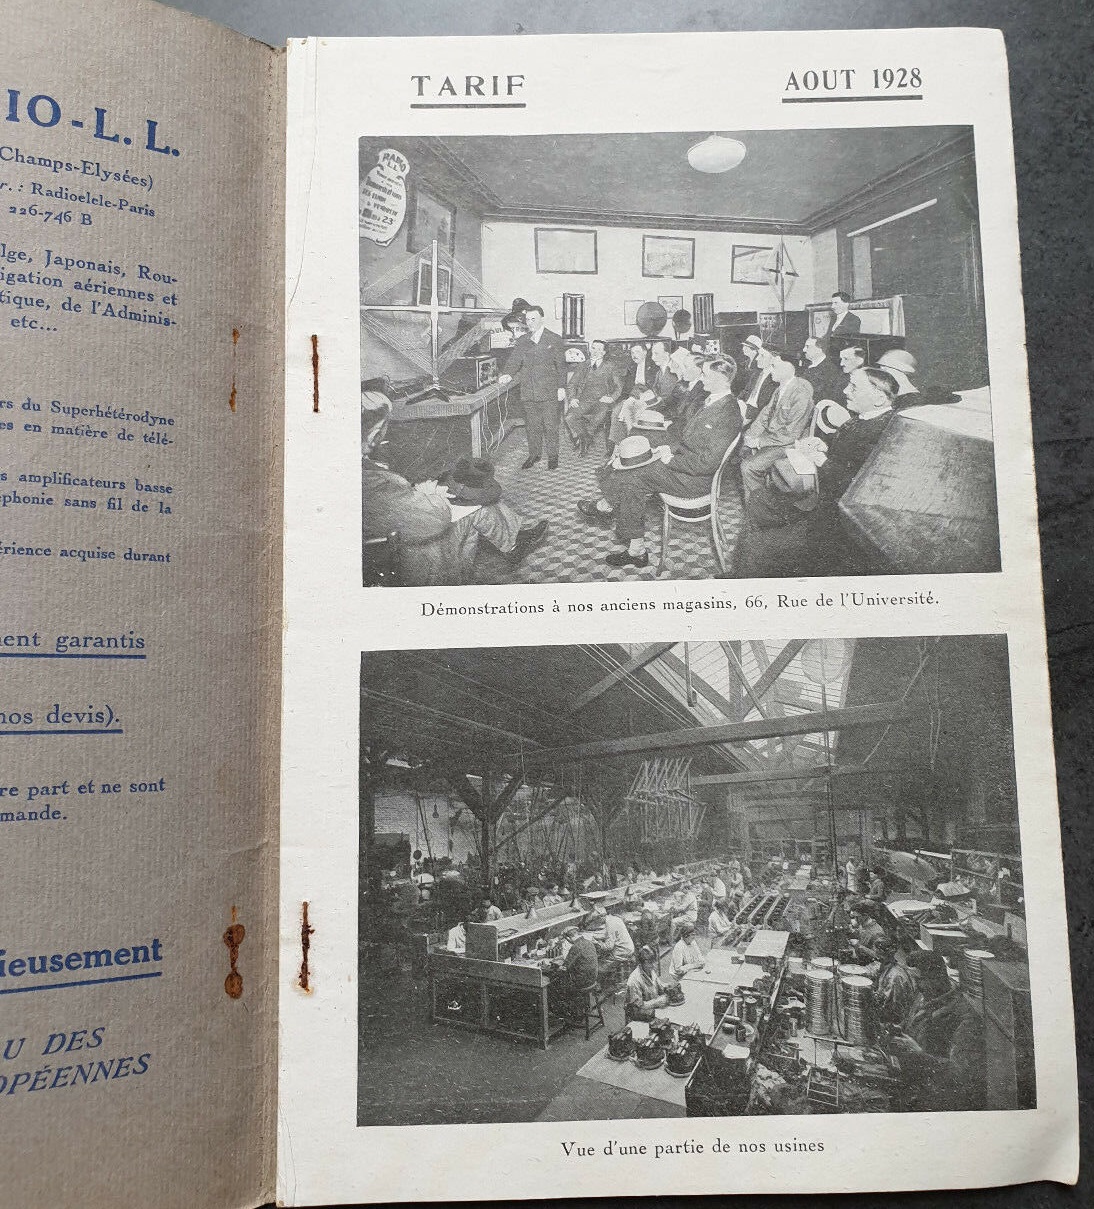 IO-L. L.
Champs-Elysées)
r. : Radioelele-Paris
226-746 B
lge, Japonais, Rou-
igation aériennes et
tique, de l'Adminis-
etc...
rs du Superhétérodyne
es en matière de télé-
s amplificateurs basse
éphonie sans fil de la
érience acquise durant
ment garantis
nos devis).
re part et ne sont
mande.
ieusement
U DES
OPÉENNES
TARIF
AOUT 1928
RADIO
L L
Démonstrations à nos anciens magasins, 66, Rue de l'Université.
Vue d'une partie de nos usines